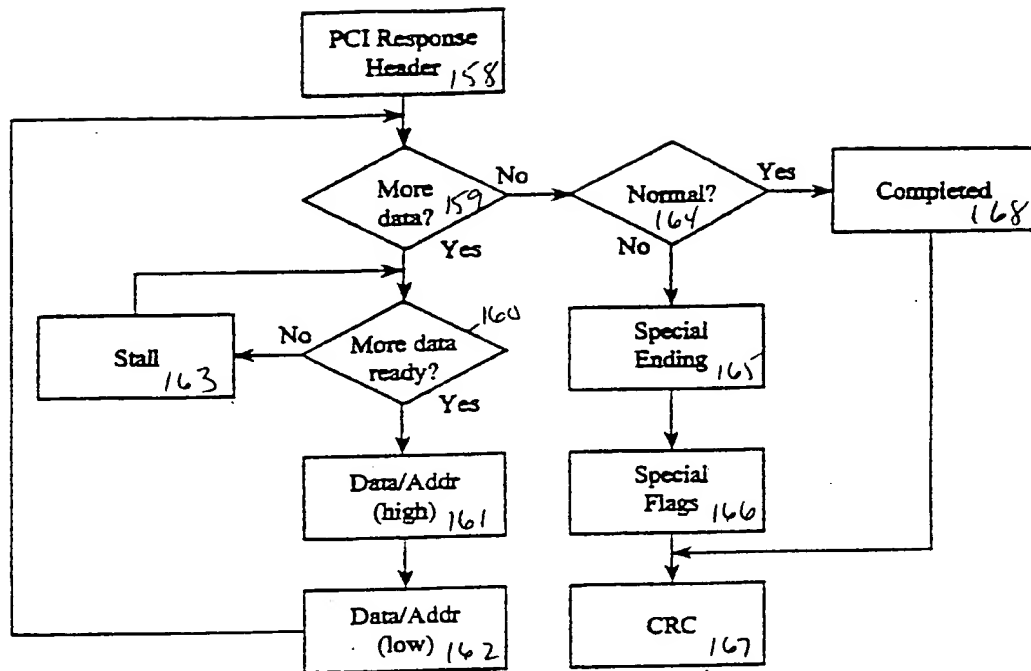 PCI Response
Header 158
More
data? 159
No
Yes
Normal?
164
Yes
No
Completed
168
160
More data
ready?
No
Yes
Stall
163
Special
Ending
165
Data/Addr
(high) 161
Special
Flags 166
Data/Addr
(low) 162
CRC
167